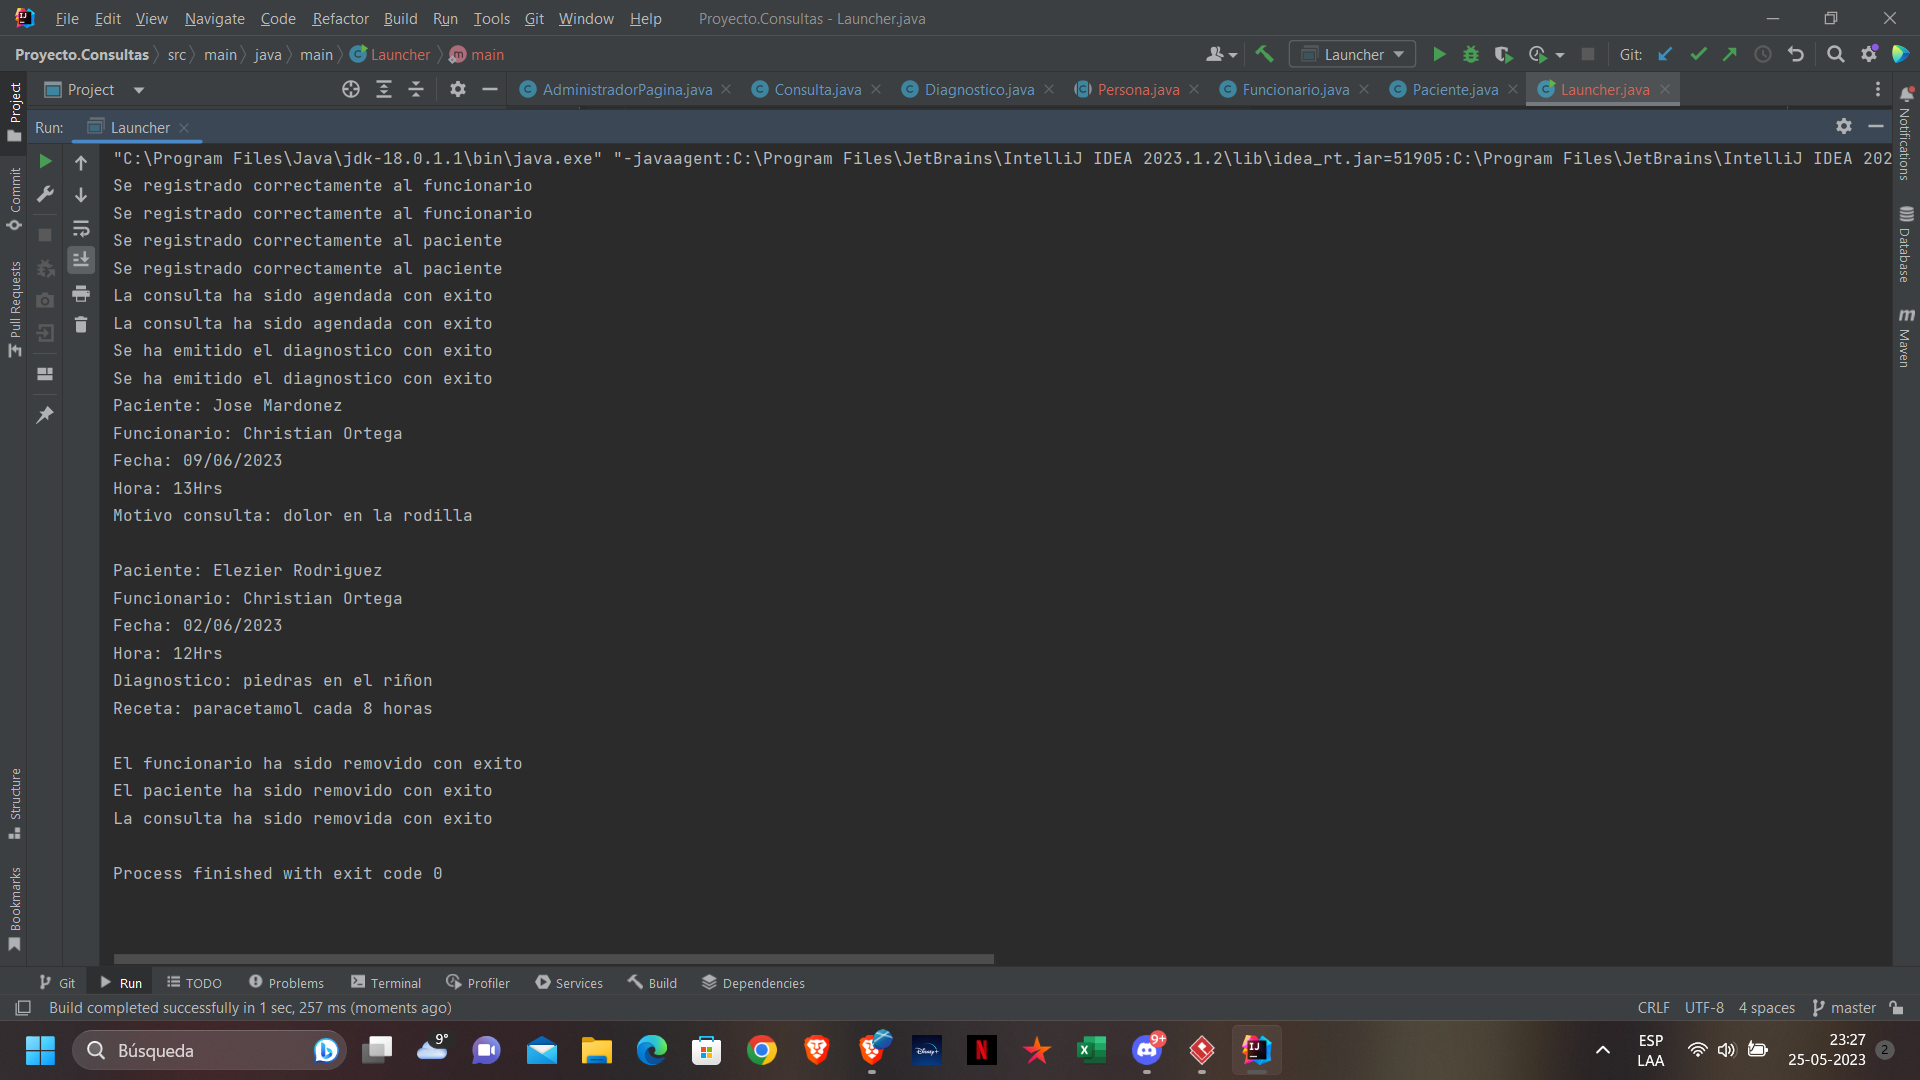 File Edit View Navigate Code Refactor Build Run Tools Git Window Help Proyecto.Consultas - Launcher.java
Proyecto.Consultas src main java main Launcher main Launcher Git:
Project AdministradorPagina.java Consulta.java Diagnostico.java Persona.java Funcionario.java Paciente.java Launcher.java
Run: Launcher
"C:\Program Files\Java\jdk-18.0.1.1\bin\java.exe" "-javaagent:C:\Program Files\JetBrains\IntelliJ IDEA 2023.1.2\lib\idea_rt.jar=51905:C:\Program Files\JetBrains\IntelliJ IDEA 202
Se registrado correctamente al funcionario
Se registrado correctamente al funcionario
Se registrado correctamente al paciente
Se registrado correctamente al paciente
La consulta ha sido agendada con exito
La consulta ha sido agendada con exito
Se ha emitido el diagnostico con exito
Se ha emitido el diagnostico con exito
Paciente: Jose Mardonez
Funcionario: Christian Ortega
Fecha: 09/06/2023
Hora: 13Hrs
Motivo consulta: dolor en la rodilla
Paciente: Elezier Rodriguez
Funcionario: Christian Ortega
Fecha: 02/06/2023
Hora: 12Hrs
Diagnostico: piedras en el riñon
Receta: paracetamol cada 8 horas
El funcionario ha sido removido con exito
El paciente ha sido removido con exito
La consulta ha sido removida con exito
Process finished with exit code 0
Project
Commit
Pull Requests
Structure
Bookmarks
Notifications
Database
Maven
Git Run TODO Problems Terminal Profiler Services Build Dependencies
Build completed successfully in 1 sec, 257 ms (moments ago) CRLF UTF-8 4 spaces master
Búsqueda 9° Disney+ N 9+ ESP 23:27
LAA 25-05-2023 2